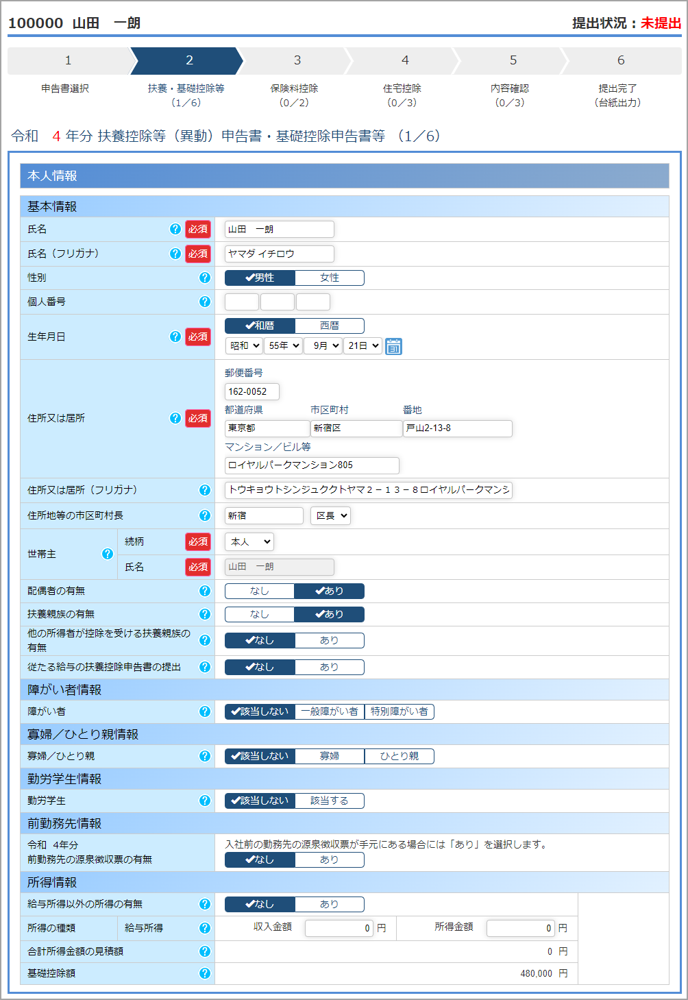 100000 山田　一朗
提出状況：未提出
1
2
3
4
5
6
申告書選択
扶養・基礎控除等
（1／6）
保険料控除
（0／2）
住宅控除
（0／3）
内容確認
（0／3）
提出完了
（台紙出力）
令和　4 年分 扶養控除等（異動）申告書・基礎控除申告書等 （1／6）
本人情報
基本情報
氏名 ? 必須 山田　一朗
氏名（フリガナ） ? 必須 ヤマダ イチロウ
性別 ? ✔男性 女性
個人番号 ?
生年月日 ? 必須 ✔和暦 西暦
昭和 55年 9月 21日 31
郵便番号
162-0052
住所又は居所 ? 必須
都道府県 市区町村 番地
東京都 新宿区 戸山2-13-8
マンション／ビル等
ロイヤルパークマンション805
住所又は居所（フリガナ） ? トウキョウトシンジュククトヤマ２－１３－８ロイヤルパークマンシ
住所地等の市区町村長 ? 新宿 区長
世帯主 ? 続柄 必須 本人
氏名 必須 山田　一朗
配偶者の有無 ? なし ✔あり
扶養親族の有無 ? なし ✔あり
他の所得者が控除を受ける扶養親族の
有無 ? ✔なし あり
従たる給与の扶養控除申告書の提出 ? ✔なし あり
障がい者情報
障がい者 ? ✔該当しない 一般障がい者 特別障がい者
寡婦／ひとり親情報
寡婦／ひとり親 ? ✔該当しない 寡婦 ひとり親
勤労学生情報
勤労学生 ? ✔該当しない 該当する
前勤務先情報
令和 4年分
前勤務先の源泉徴収票の有無
入社前の勤務先の源泉徴収票が手元にある場合には「あり」を選択します。
✔なし あり
所得情報
給与所得以外の所得の有無 ? ✔なし あり
所得の種類 給与所得 ? 収入金額 0 円 所得金額 0 円
合計所得金額の見積額 ? 0 円
基礎控除額 ? 480,000 円